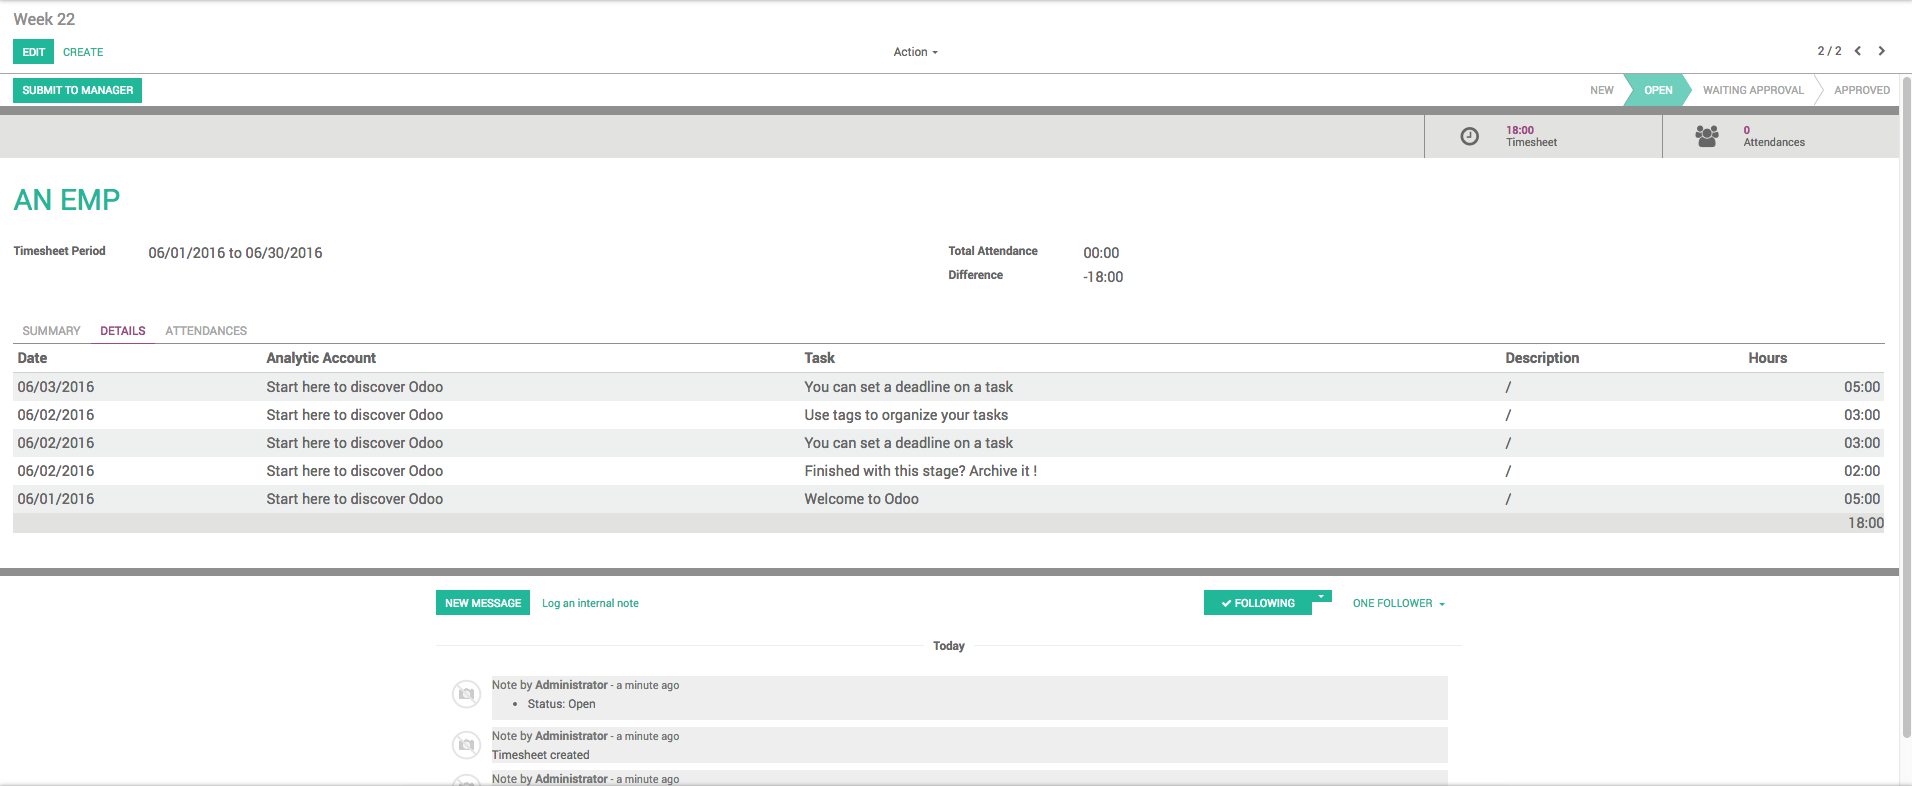 Week 22
EDIT CREATE Action 2 / 2
SUBMIT TO MANAGER NEW OPEN WAITING APPROVAL APPROVED
18:00 0
Timesheet Attendances
AN EMP
Timesheet Period 06/01/2016 to 06/30/2016 Total Attendance 00:00
Difference -18:00
SUMMARY DETAILS ATTENDANCES
Date Analytic Account Task Description Hours
06/03/2016 Start here to discover Odoo You can set a deadline on a task / 05:00
06/02/2016 Start here to discover Odoo Use tags to organize your tasks / 03:00
06/02/2016 Start here to discover Odoo You can set a deadline on a task / 03:00
06/02/2016 Start here to discover Odoo Finished with this stage? Archive it ! / 02:00
06/01/2016 Start here to discover Odoo Welcome to Odoo / 05:00
18:00
NEW MESSAGE Log an internal note FOLLOWING ONE FOLLOWER
Today
Note by Administrator - a minute ago
• Status: Open
Note by Administrator - a minute ago
Timesheet created
Note by Administrator - a minute ago